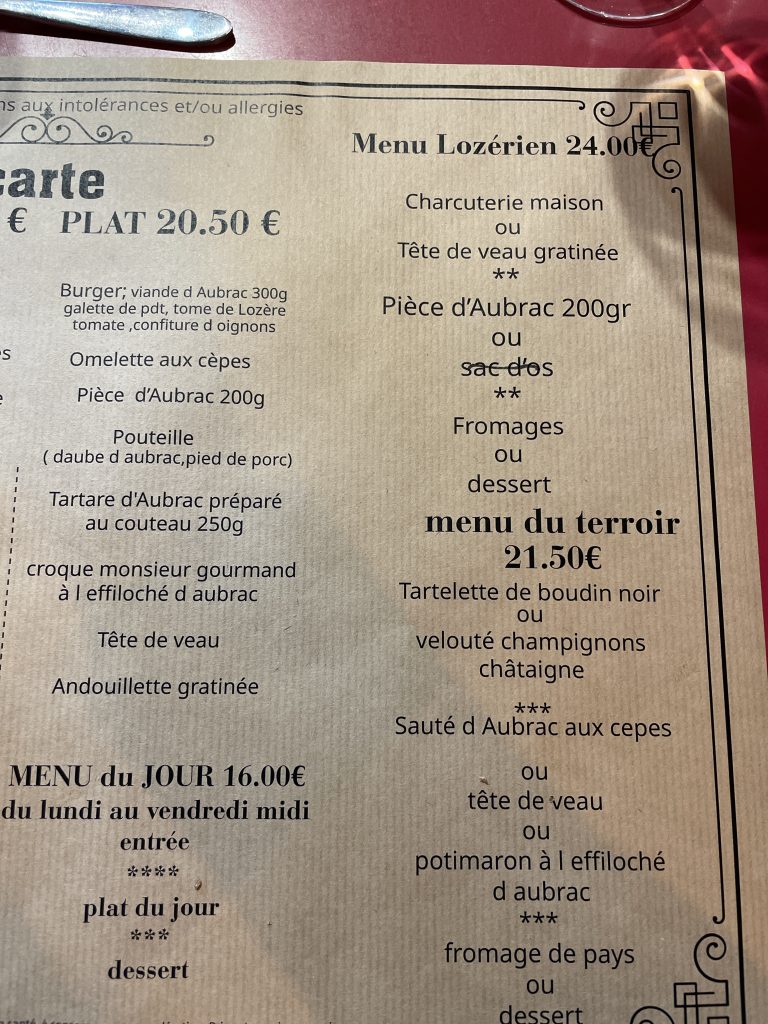 aux intolérances et/ou allergies
carte
€ PLAT 20.50 €
Burger; viande d Aubrac 300g
galette de pdt, tome de Lozère
tomate ,confiture d oignons
Omelette aux cèpes
Pièce d’Aubrac 200g
Pouteille
( daube d aubrac,pied de porc)
Tartare d'Aubrac préparé
au couteau 250g
croque monsieur gourmand
à l effiloché d aubrac
Tête de veau
Andouillette gratinée
MENU du JOUR 16.00€
du lundi au vendredi midi
entrée
****
plat du jour
***
dessert
Menu Lozérien 24.00€
Charcuterie maison
ou
Tête de veau gratinée
**
Pièce d’Aubrac 200gr
ou
sac d’os
**
Fromages
ou
dessert
menu du terroir
21.50€
Tartelette de boudin noir
ou
velouté champignons
châtaigne
***
Sauté d Aubrac aux cepes
ou
tête de veau
ou
potimaron à l effiloché
d aubrac
***
fromage de pays
ou
dessert